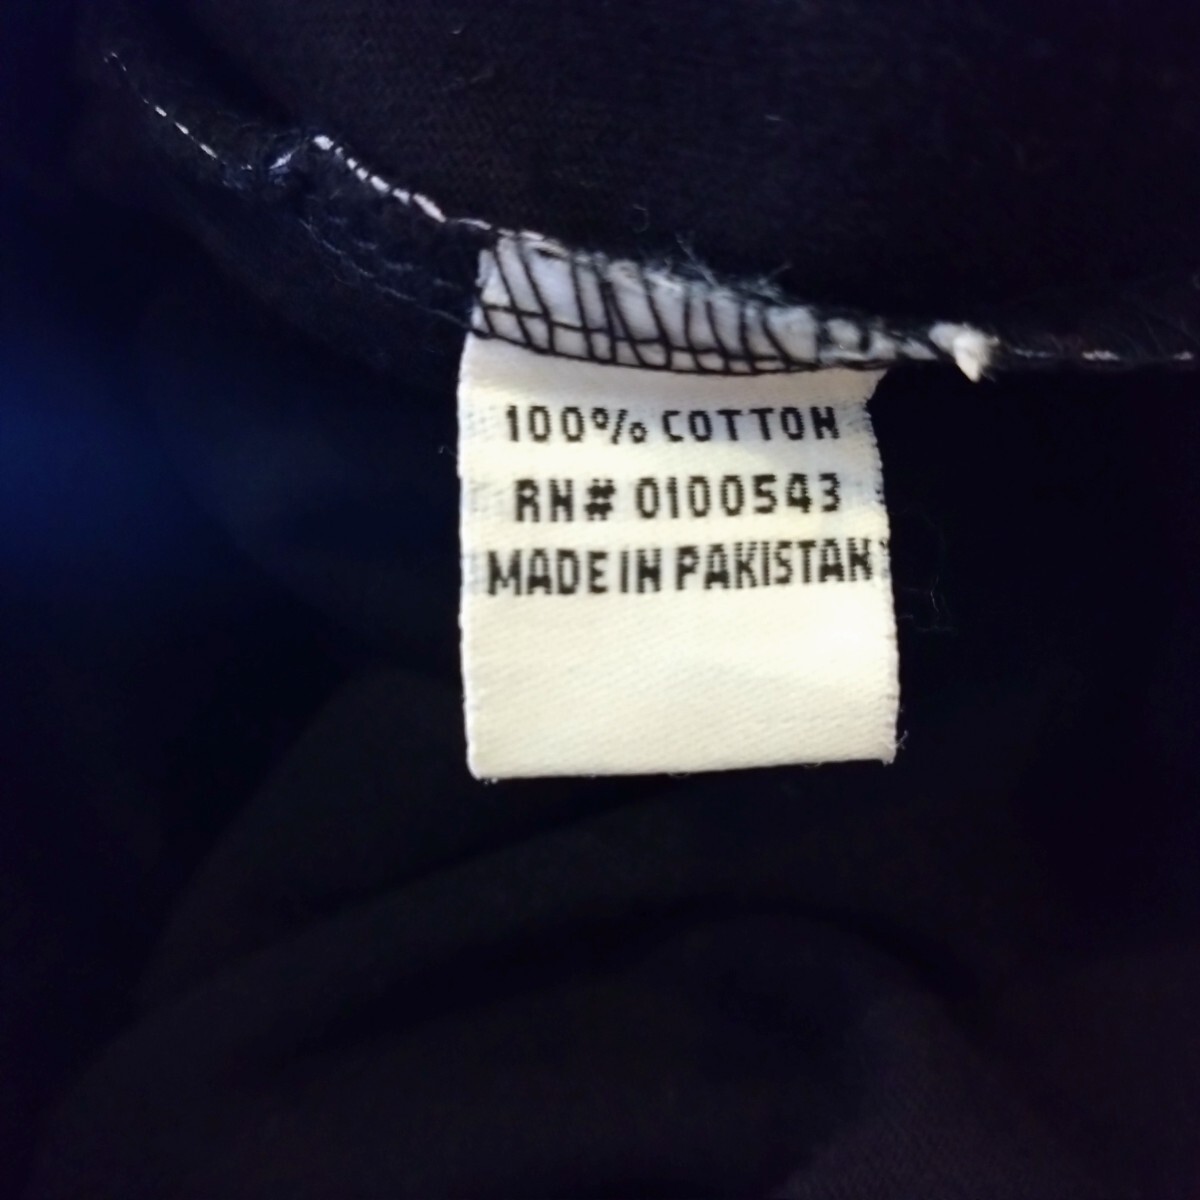 100% COTTON
RN# 0100543
MADE IN PAKISTAN